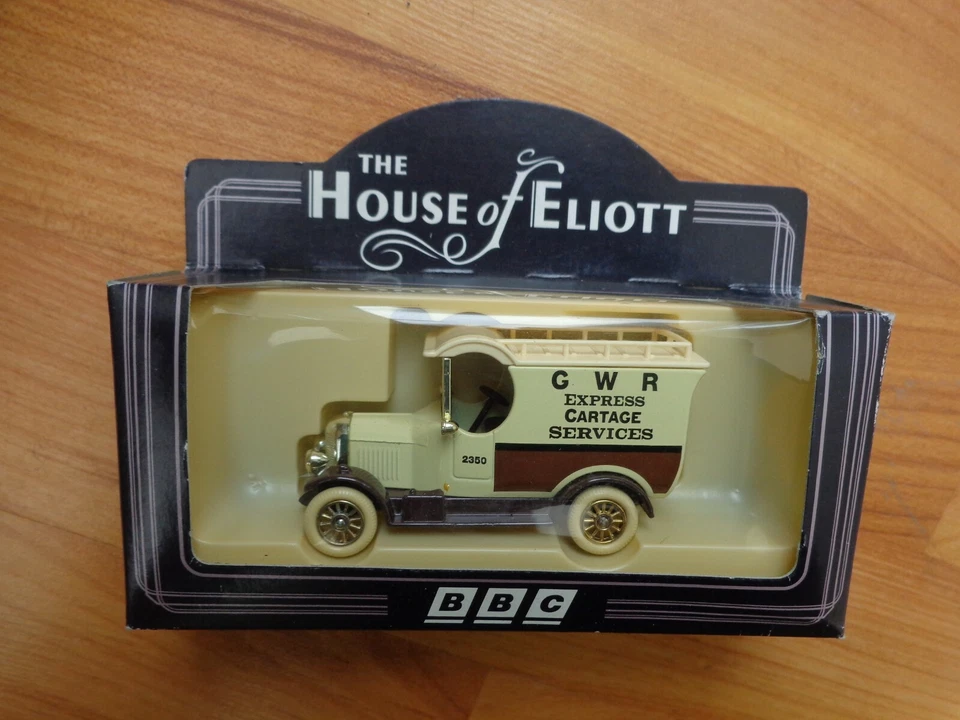 THE
HOUSE of ELIOTT
G W R
EXPRESS
CARTAGE
SERVICES
2350
BBC